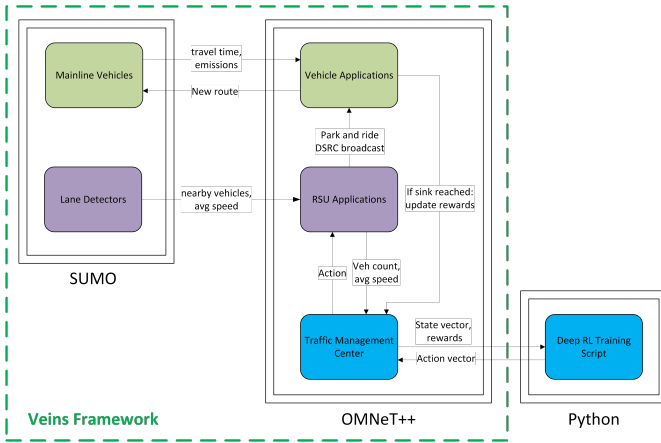 travel time,
emissions
Mainline Vehicles
Vehicle Applications
New route
Park and ride
DSRC broadcast
If sink reached:
update rewards
nearby vehicles,
avg speed
Lane Detectors
RSU Applications
SUMO
Action
Veh count,
avg speed
State vector,
rewards
Traffic Management
Center
Deep RL Training
Script
Action vector
Veins Framework
OMNeT++
Python